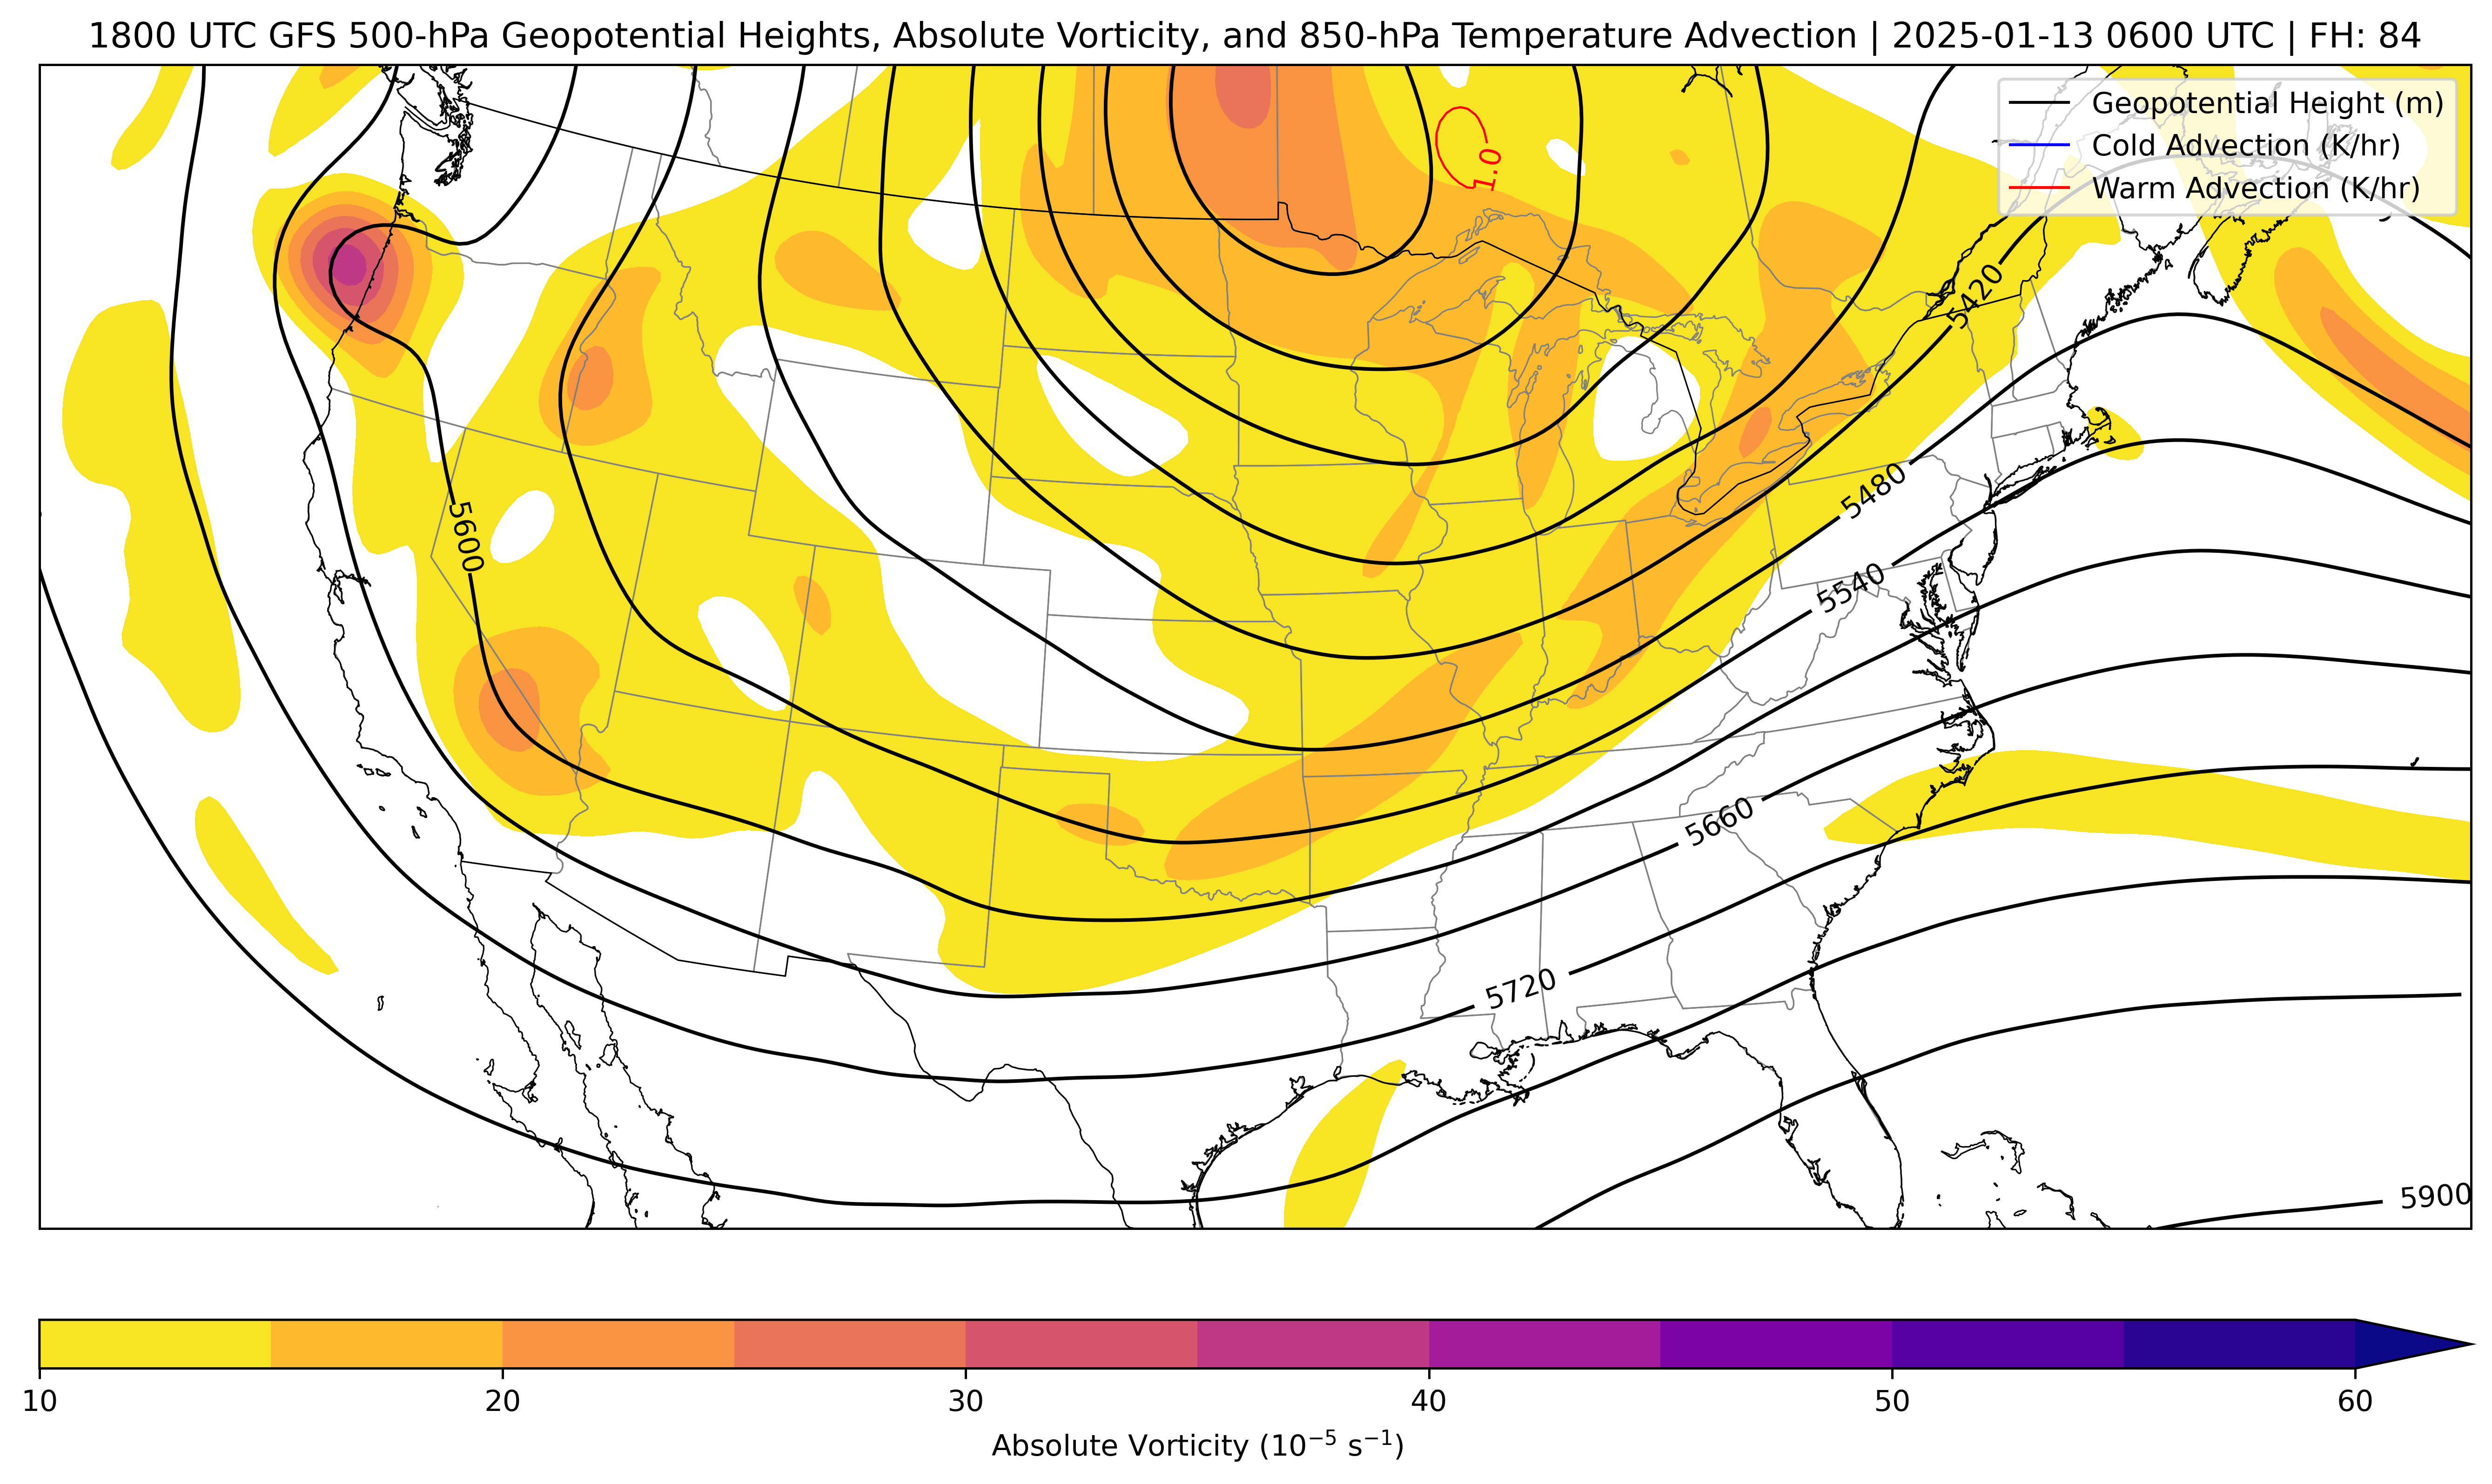 1800 UTC GFS 500-hPa Geopotential Heights, Absolute Vorticity, and 850-hPa Temperature Advection | 2025-01-13 0600 UTC | FH: 84
Geopotential Height (m)
Cold Advection (K/hr)
Warm Advection (K/hr)
1.0
5420
5480
5600
5540
5660
5720
5900
10 20 30 40 50 60
Absolute Vorticity (10⁻⁵ s⁻¹)